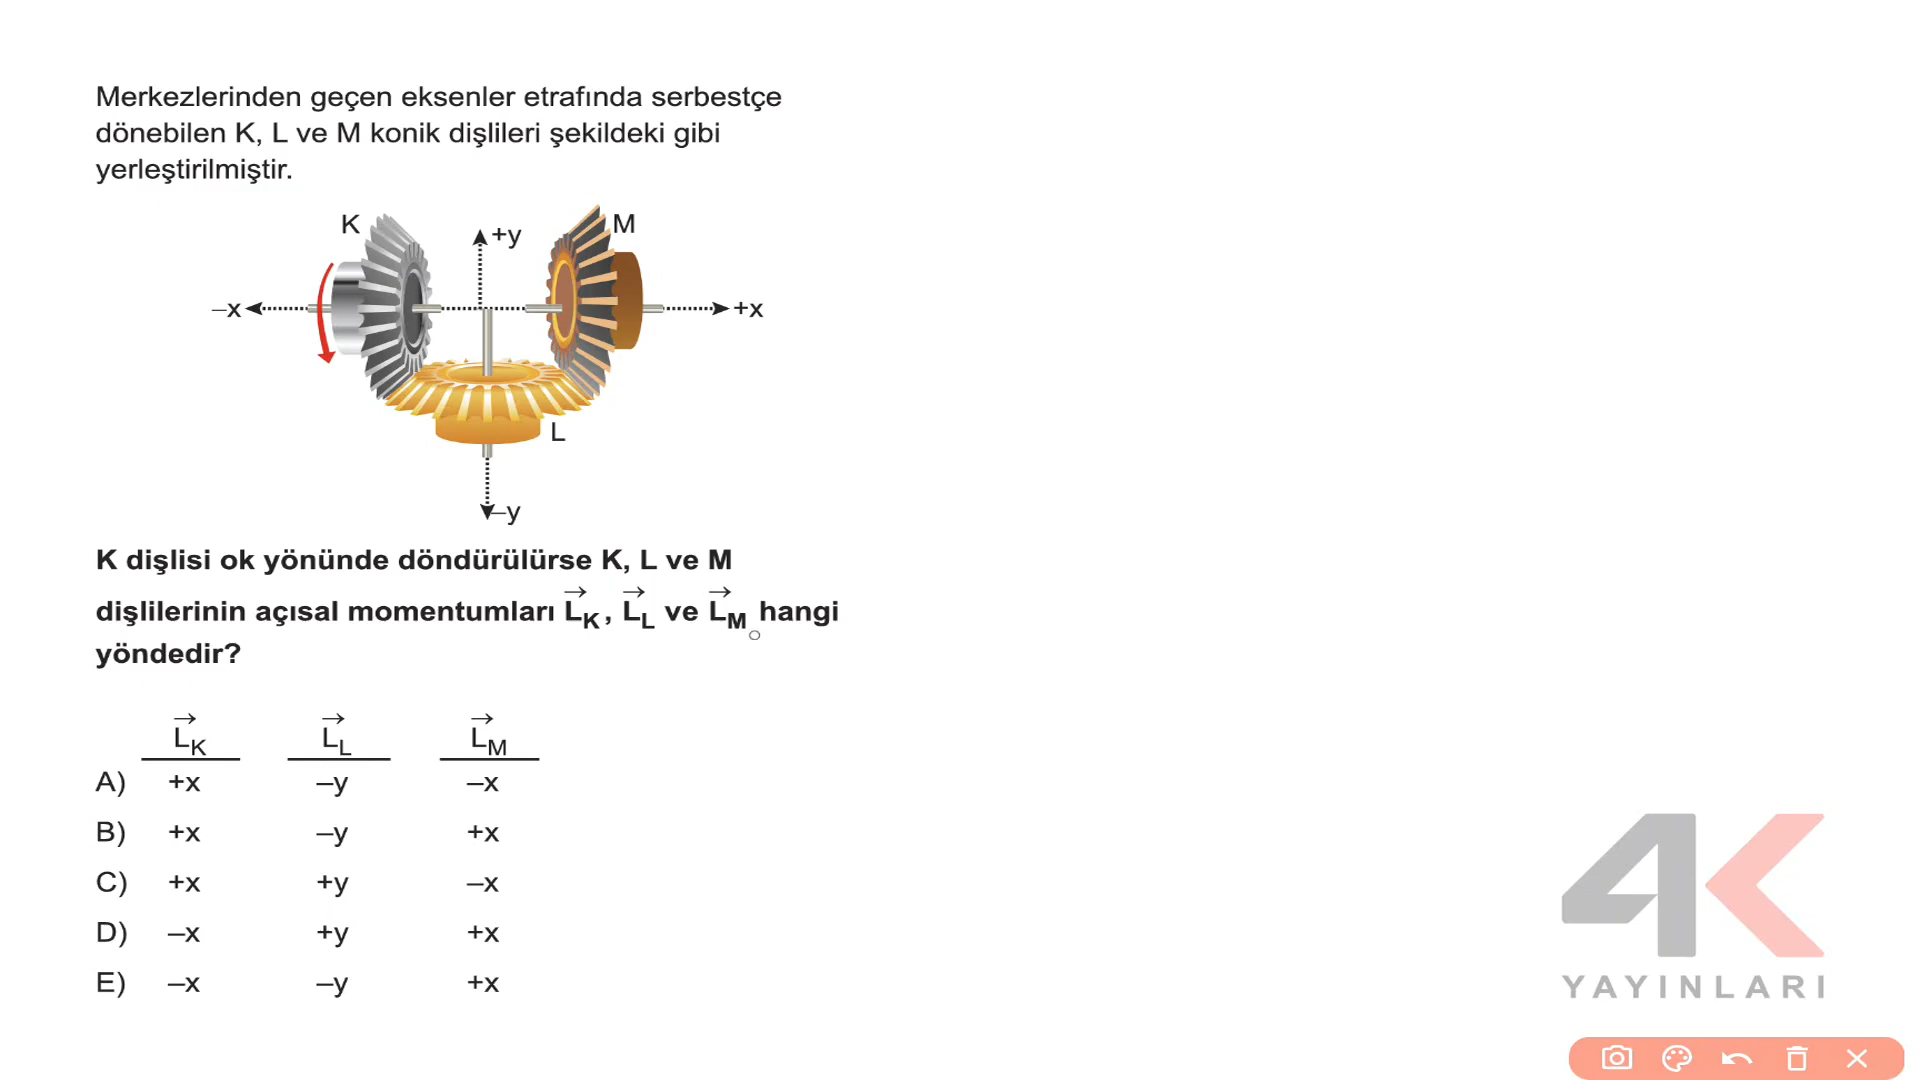 Merkezlerinden geçen eksenler etrafında serbestçe
dönebilen K, L ve M konik dişlileri şekildeki gibi
yerleştirilmiştir.
K
M
+y
–x
+x
L
–y
K dişlisi ok yönünde döndürülürse K, L ve M
dişlilerinin açısal momentumları L⃗K, L⃗L ve L⃗M hangi
yöndedir?
L⃗K L⃗L L⃗M
A) +x –y –x
B) +x –y +x
C) +x +y –x
D) –x +y +x
E) –x –y +x
4K
YAYINLARI